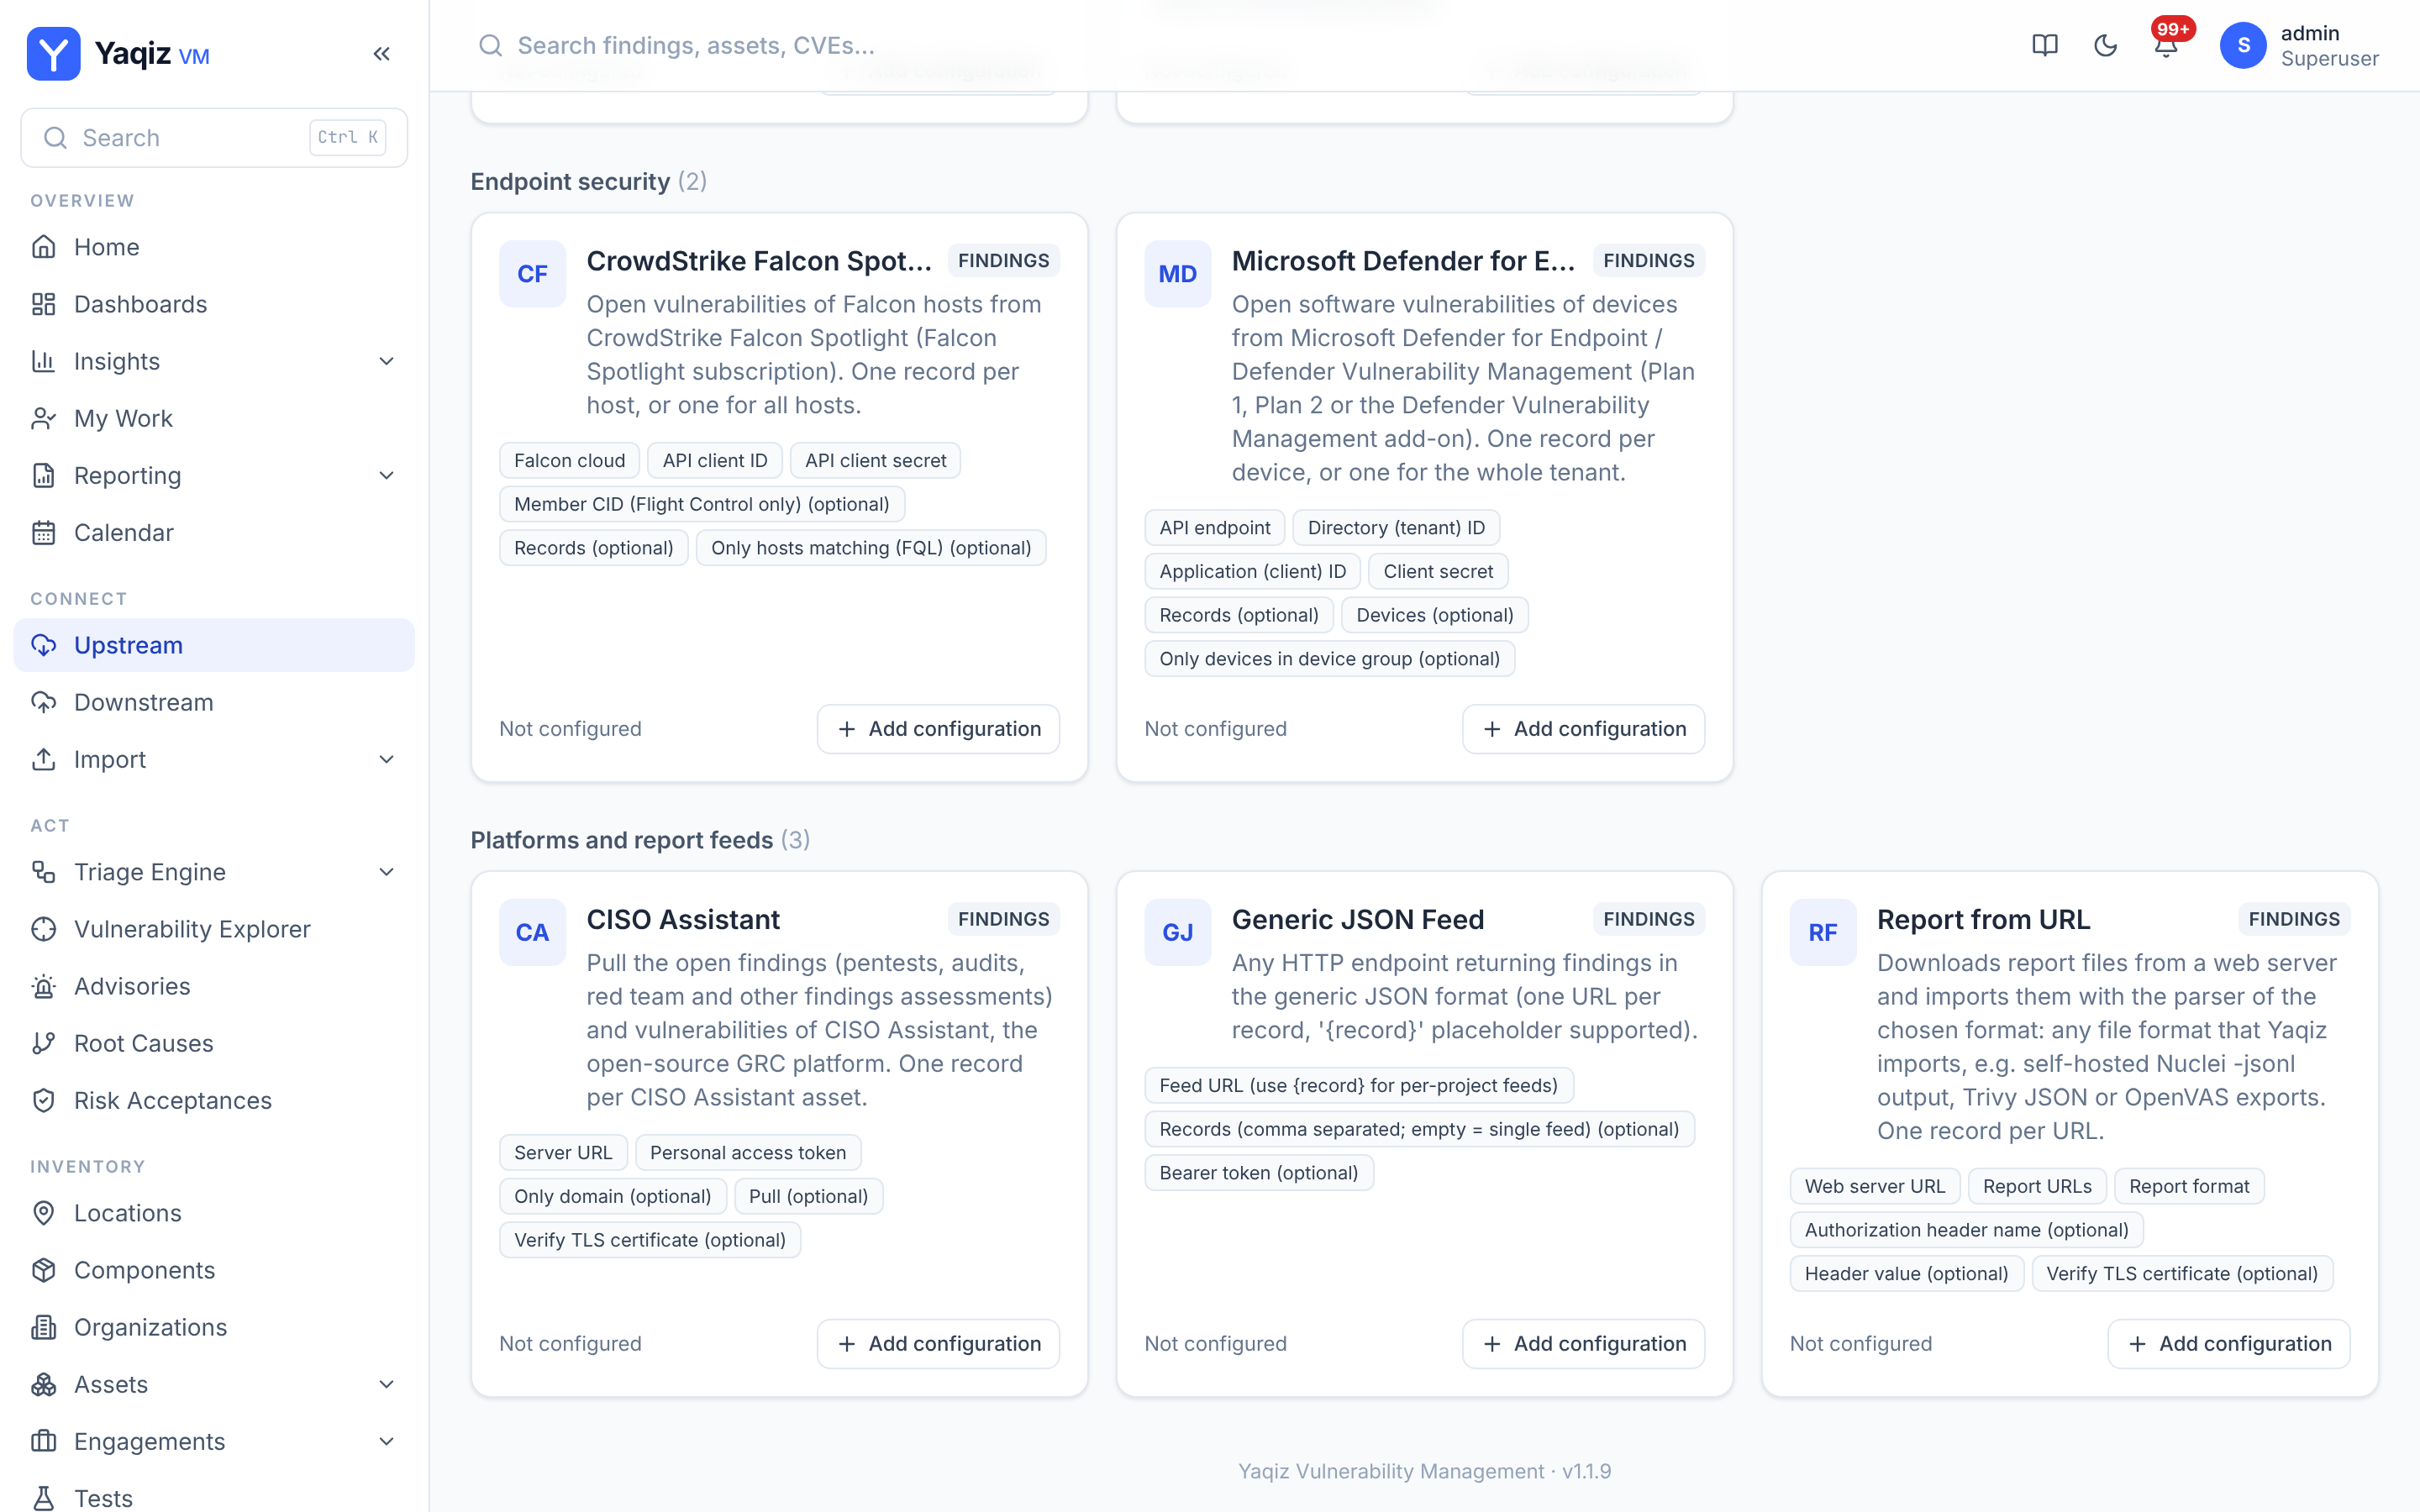 Yaqiz VM
Search Ctrl K
OVERVIEW
Home
Dashboards
Insights
My Work
Reporting
Calendar
CONNECT
Upstream
Downstream
Import
ACT
Triage Engine
Vulnerability Explorer
Advisories
Root Causes
Risk Acceptances
INVENTORY
Locations
Components
Organizations
Assets
Engagements
Tests
Search findings, assets, CVEs...
99+
S
admin
Superuser
Endpoint security (2)
CF
CrowdStrike Falcon Spot... FINDINGS
Open vulnerabilities of Falcon hosts from
CrowdStrike Falcon Spotlight (Falcon
Spotlight subscription). One record per
host, or one for all hosts.
Falcon cloud API client ID API client secret
Member CID (Flight Control only) (optional)
Records (optional) Only hosts matching (FQL) (optional)
Not configured + Add configuration
MD
Microsoft Defender for E... FINDINGS
Open software vulnerabilities of devices
from Microsoft Defender for Endpoint /
Defender Vulnerability Management (Plan
1, Plan 2 or the Defender Vulnerability
Management add-on). One record per
device, or one for the whole tenant.
API endpoint Directory (tenant) ID
Application (client) ID Client secret
Records (optional) Devices (optional)
Only devices in device group (optional)
Not configured + Add configuration
Platforms and report feeds (3)
CA
CISO Assistant FINDINGS
Pull the open findings (pentests, audits,
red team and other findings assessments)
and vulnerabilities of CISO Assistant, the
open-source GRC platform. One record
per CISO Assistant asset.
Server URL Personal access token
Only domain (optional) Pull (optional)
Verify TLS certificate (optional)
Not configured + Add configuration
GJ
Generic JSON Feed FINDINGS
Any HTTP endpoint returning findings in
the generic JSON format (one URL per
record, '{record}' placeholder supported).
Feed URL (use {record} for per-project feeds)
Records (comma separated; empty = single feed) (optional)
Bearer token (optional)
Not configured + Add configuration
RF
Report from URL FINDINGS
Downloads report files from a web server
and imports them with the parser of the
chosen format: any file format that Yaqiz
imports, e.g. self-hosted Nuclei -jsonl
output, Trivy JSON or OpenVAS exports.
One record per URL.
Web server URL Report URLs Report format
Authorization header name (optional)
Header value (optional) Verify TLS certificate (optional)
Not configured + Add configuration
Yaqiz Vulnerability Management · v1.1.9